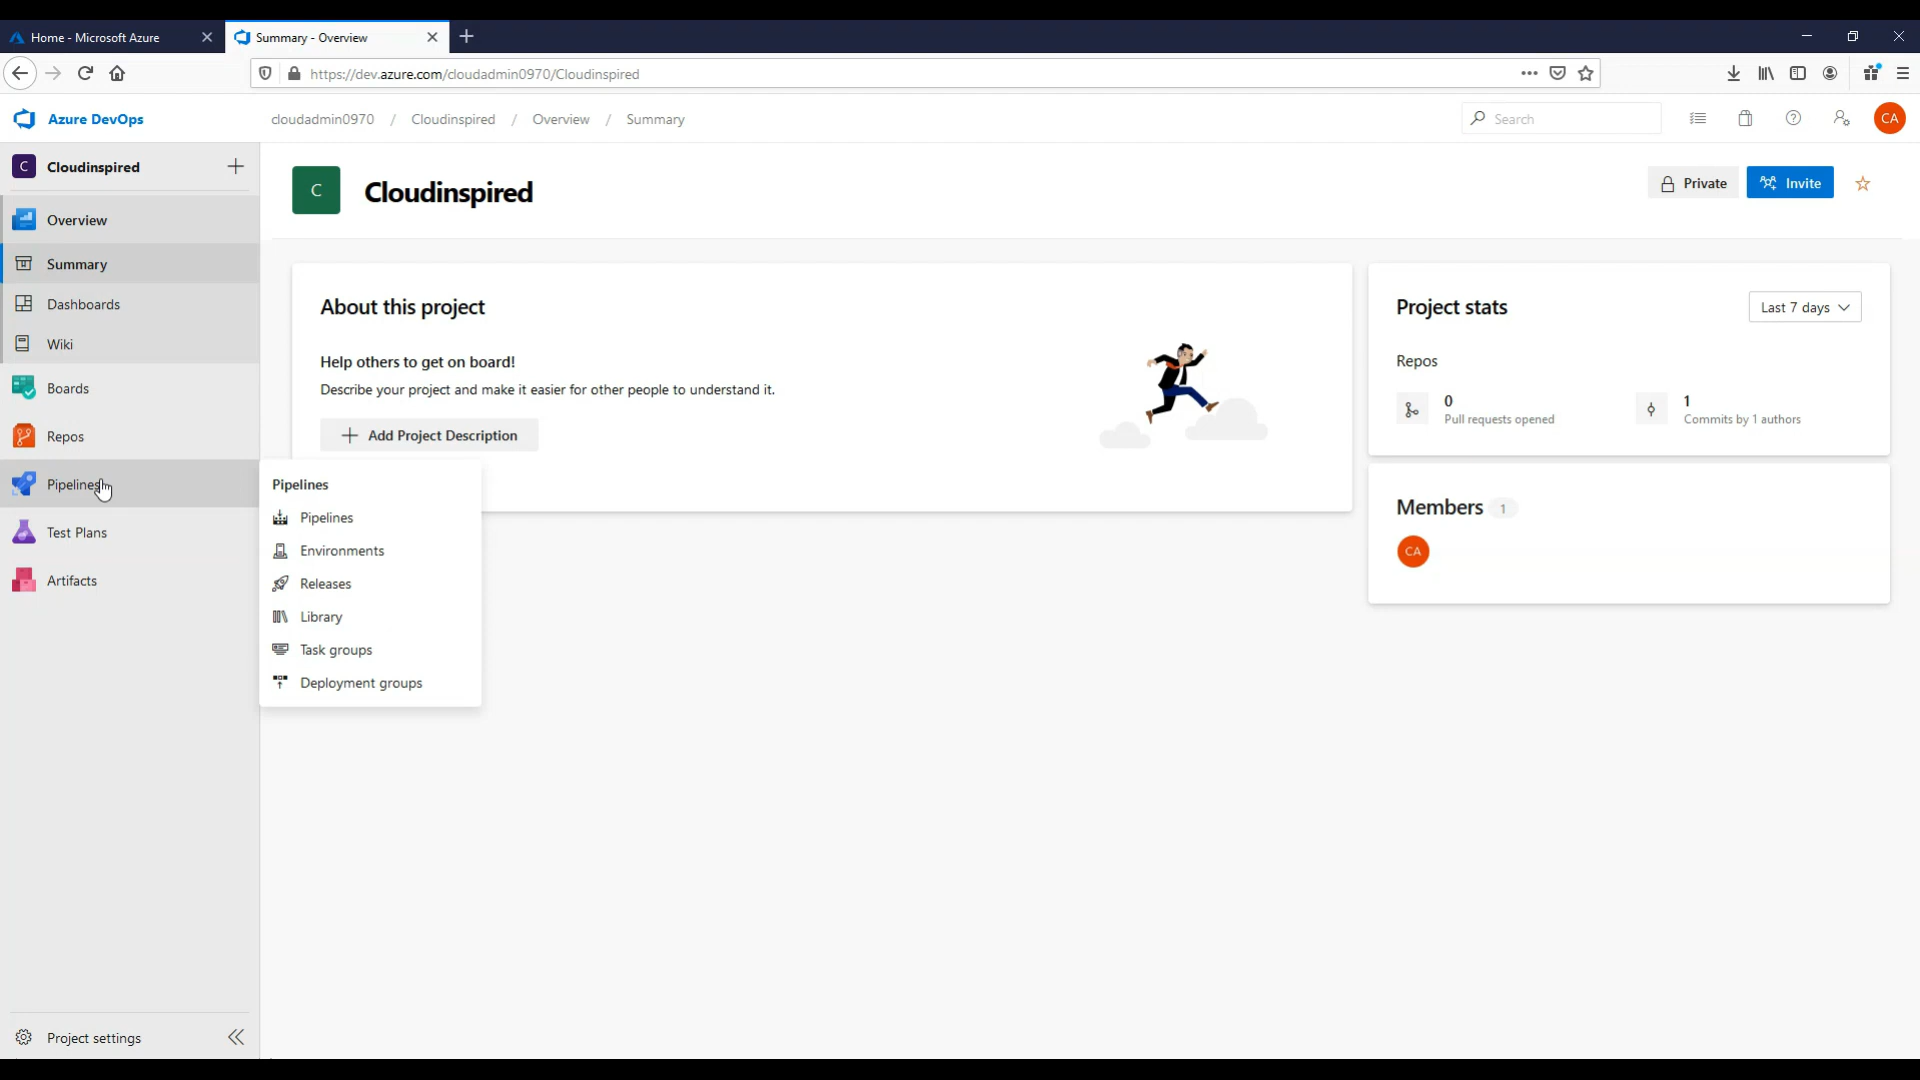 Home - Microsoft Azure
Summary - Overview
https://dev.azure.com/cloudadmin0970/Cloudinspired
Azure DevOps
cloudadmin0970 / Cloudinspired / Overview / Summary
Search
CA
C Cloudinspired
Overview
Summary
Dashboards
Wiki
Boards
Repos
Pipelines
Test Plans
Artifacts
Project settings
C Cloudinspired
Private
Invite
About this project
Help others to get on board!
Describe your project and make it easier for other people to understand it.
Add Project Description
Pipelines
Pipelines
Environments
Releases
Library
Task groups
Deployment groups
Project stats
Last 7 days
Repos
0
Pull requests opened
1
Commits by 1 authors
Members 1
CA